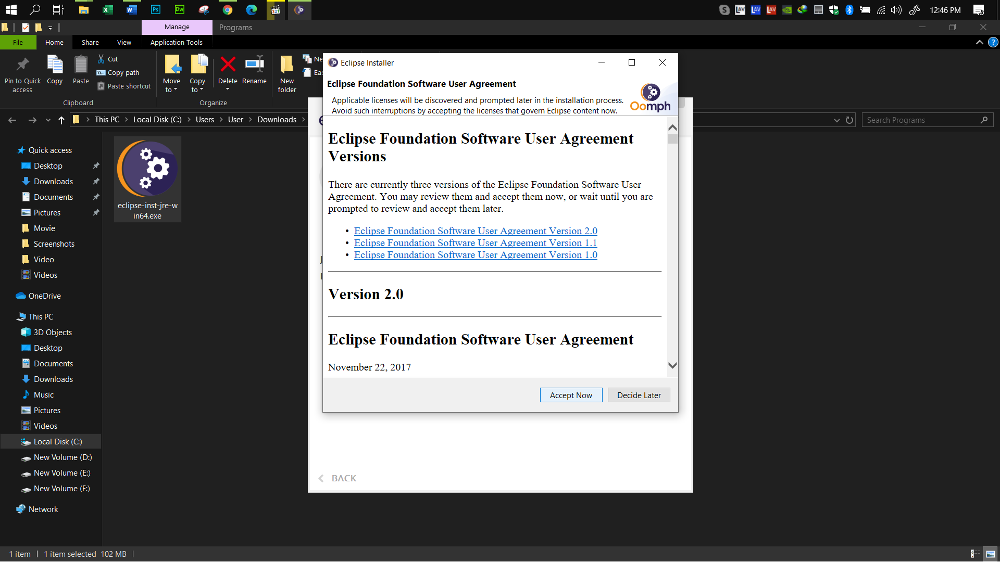 12:46 PM
Manage
Programs
File
Home
Share
View
Application Tools
Pin to Quick
access
Copy
Paste
Cut
Copy path
Paste shortcut
Clipboard
Move
to
Copy
to
Delete
Rename
Organize
New
folder
This PC
Local Disk (C:)
Users
User
Downloads
Search Programs
Quick access
Desktop
Downloads
Documents
Pictures
Movie
Screenshots
Video
Videos
OneDrive
This PC
3D Objects
Desktop
Documents
Downloads
Music
Pictures
Videos
Local Disk (C:)
New Volume (D:)
New Volume (E:)
New Volume (F:)
Network
eclipse-inst-jre-w
in64.exe
Eclipse Installer
Eclipse Foundation Software User Agreement
Applicable licenses will be discovered and prompted later in the installation process.
Avoid such interruptions by accepting the licenses that govern Eclipse content now.
Oomph
Eclipse Foundation Software User Agreement
Versions
There are currently three versions of the Eclipse Foundation Software User
Agreement. You may review them and accept them now, or wait until you are
prompted to review and accept them later.
• Eclipse Foundation Software User Agreement Version 2.0
• Eclipse Foundation Software User Agreement Version 1.1
• Eclipse Foundation Software User Agreement Version 1.0
Version 2.0
Eclipse Foundation Software User Agreement
November 22, 2017
Accept Now
Decide Later
BACK
1 item
1 item selected 102 MB